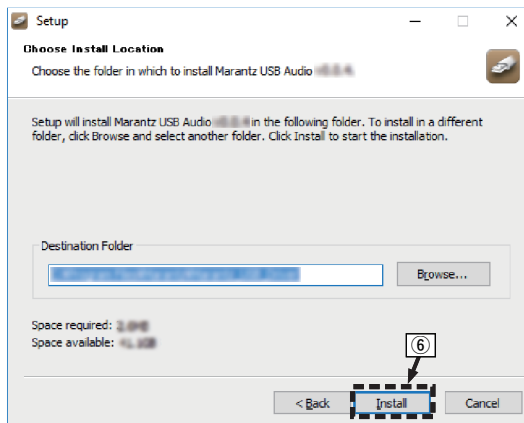 Setup
Choose Install Location
Choose the folder in which to install Marantz USB Audio
Setup will install Marantz USB Audio in the following folder. To install in a different
folder, click Browse and select another folder. Click Install to start the installation.
Destination Folder
Browse...
Space required:
Space available:
⑥
< Back Install Cancel